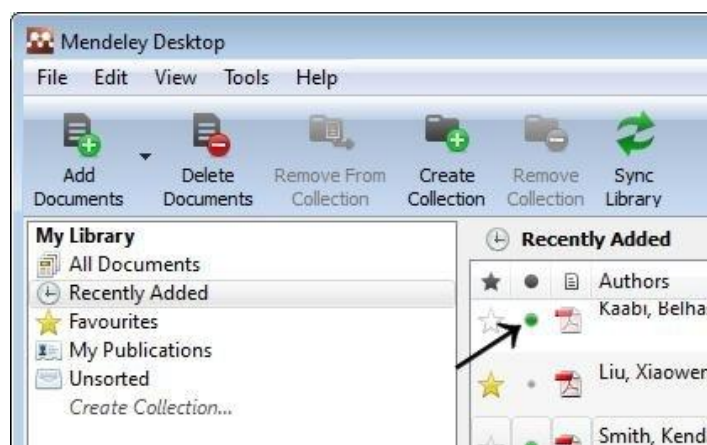 Mendeley Desktop
File Edit View Tools Help
Add Documents
Delete Documents
Remove From Collection
Create Collection
Remove Collection
Sync Library
My Library
All Documents
Recently Added
Favourites
My Publications
Unsorted
Create Collection...
Recently Added
Authors
Kaabi, Belha
Liu, Xiaowen
Smith, Kend